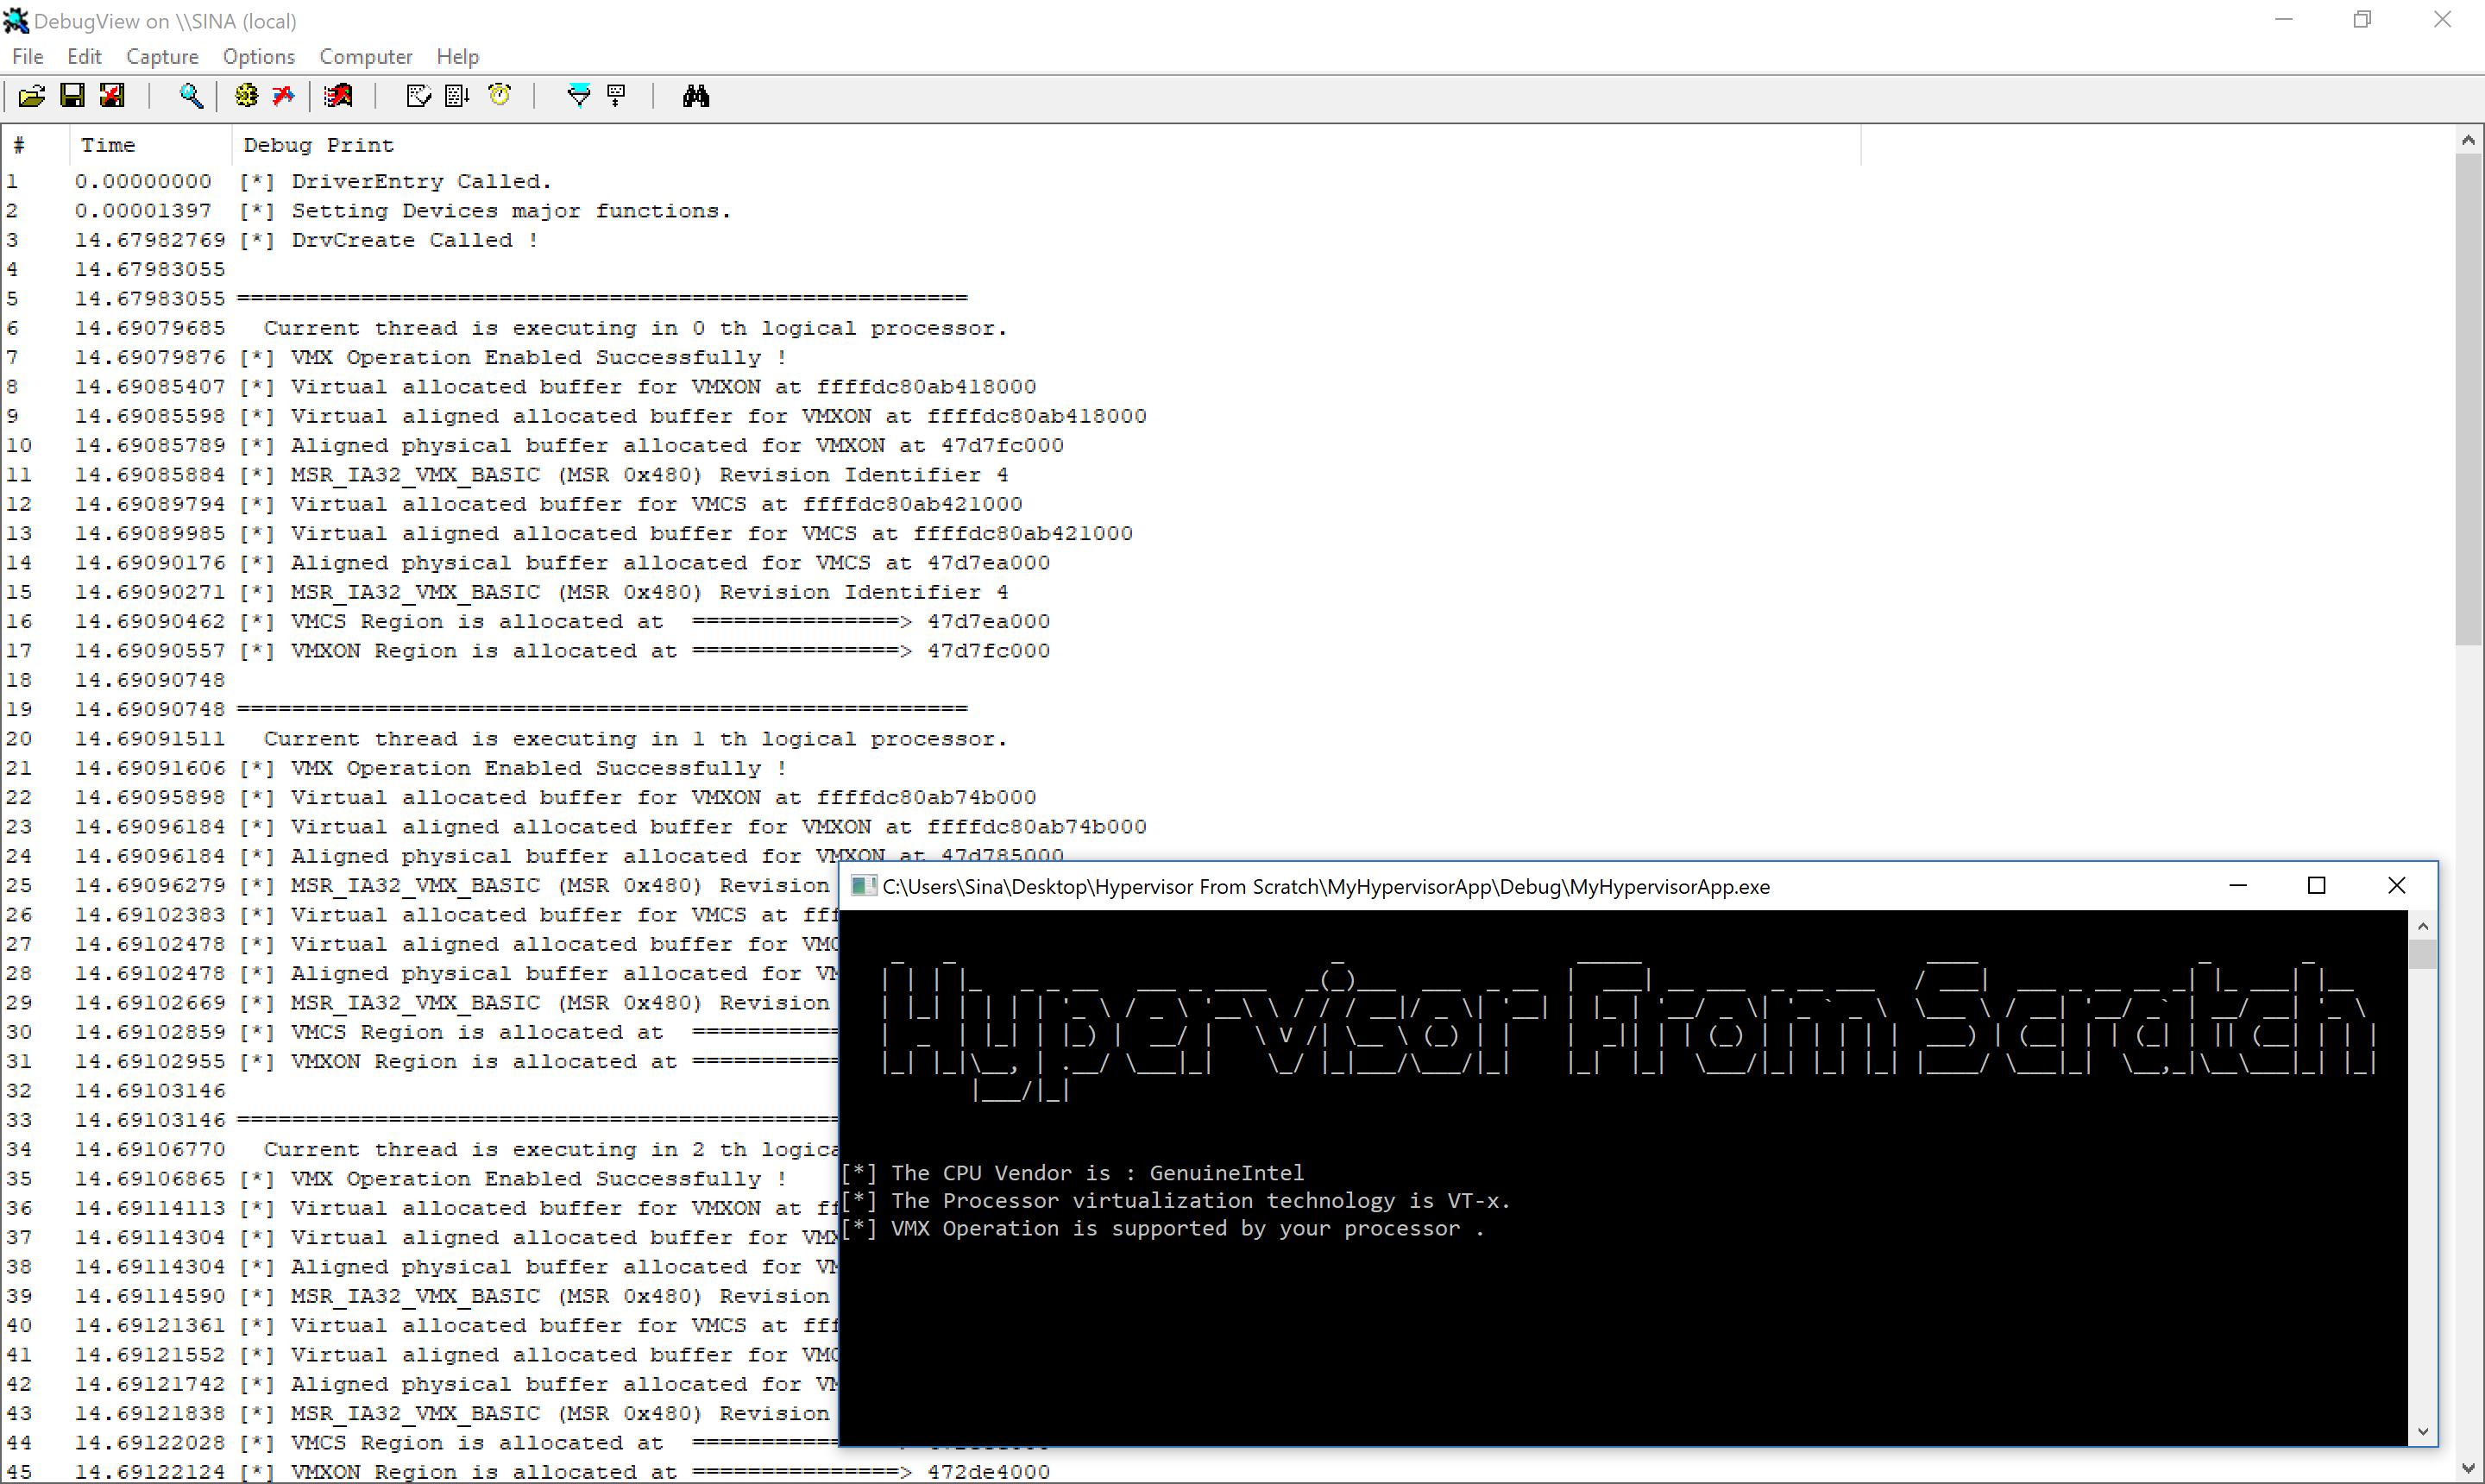 DebugView on \\SINA (local)
File Edit Capture Options Computer Help
# Time Debug Print
1 0.00000000 [*] DriverEntry Called.
2 0.00001397 [*] Setting Devices major functions.
3 14.67982769 [*] DrvCreate Called !
4 14.67983055
5 14.67983055 =====================================================
6 14.69079685 Current thread is executing in 0 th logical processor.
7 14.69079876 [*] VMX Operation Enabled Successfully !
8 14.69085407 [*] Virtual allocated buffer for VMXON at ffffdc80ab418000
9 14.69085598 [*] Virtual aligned allocated buffer for VMXON at ffffdc80ab418000
10 14.69085789 [*] Aligned physical buffer allocated for VMXON at 47d7fc000
11 14.69085884 [*] MSR_IA32_VMX_BASIC (MSR 0x480) Revision Identifier 4
12 14.69089794 [*] Virtual allocated buffer for VMCS at ffffdc80ab421000
13 14.69089985 [*] Virtual aligned allocated buffer for VMCS at ffffdc80ab421000
14 14.69090176 [*] Aligned physical buffer allocated for VMCS at 47d7ea000
15 14.69090271 [*] MSR_IA32_VMX_BASIC (MSR 0x480) Revision Identifier 4
16 14.69090462 [*] VMCS Region is allocated at ===============> 47d7ea000
17 14.69090557 [*] VMXON Region is allocated at ===============> 47d7fc000
18 14.69090748
19 14.69090748 =====================================================
20 14.69091511 Current thread is executing in 1 th logical processor.
21 14.69091606 [*] VMX Operation Enabled Successfully !
22 14.69095898 [*] Virtual allocated buffer for VMXON at ffffdc80ab74b000
23 14.69096184 [*] Virtual aligned allocated buffer for VMXON at ffffdc80ab74b000
24 14.69096184 [*] Aligned physical buffer allocated for VMXON at 47d785000
25 14.69096279 [*] MSR_IA32_VMX_BASIC (MSR 0x480) Revision
26 14.69102383 [*] Virtual allocated buffer for VMCS at
27 14.69102478 [*] Virtual aligned allocated buffer for
28 14.69102478 [*] Aligned physical buffer allocated for
29 14.69102669 [*] MSR_IA32_VMX_BASIC (MSR 0x480) Revision
30 14.69102859 [*] VMCS Region is allocated at ===========
31 14.69102955 [*] VMXON Region is allocated at ===========
32 14.69103146
33 14.69103146 ============================================
34 14.69106770 Current thread is executing in 2 th
35 14.69106865 [*] VMX Operation Enabled Successfully !
36 14.69114113 [*] Virtual allocated buffer for VMXON at
37 14.69114304 [*] Virtual aligned allocated buffer for
38 14.69114304 [*] Aligned physical buffer allocated for
39 14.69114590 [*] MSR_IA32_VMX_BASIC (MSR 0x480) Revision
40 14.69121361 [*] Virtual allocated buffer for VMCS at
41 14.69121552 [*] Virtual aligned allocated buffer for
42 14.69121742 [*] Aligned physical buffer allocated for
43 14.69121838 [*] MSR_IA32_VMX_BASIC (MSR 0x480) Revision
44 14.69122028 [*] VMCS Region is allocated at ===========
45 14.69122124 [*] VMXON Region is allocated at ===============> 472de4000
C:\Users\Sina\Desktop\Hypervisor From Scratch\MyHypervisorApp\Debug\MyHypervisorApp.exe
Hypervisor From Scratch
[*] The CPU Vendor is : GenuineIntel
[*] The Processor virtualization technology is VT-x.
[*] VMX Operation is supported by your processor .